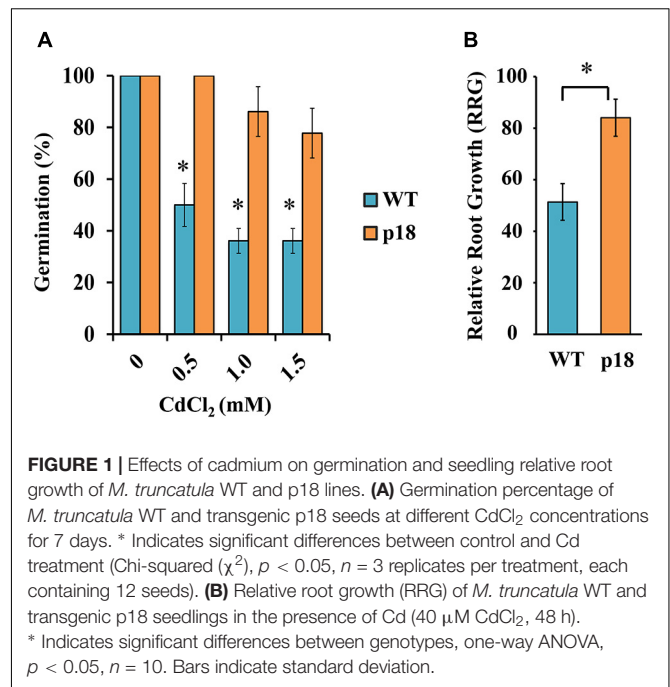 A
B
100
80
60
40
20
0
Germination (%)
*
*
*
0
0.5
1.0
1.5
CdCl₂ (mM)
WT
p18
*
100
80
60
40
20
0
Relative Root Growth (RRG)
WT p18
FIGURE 1 | Effects of cadmium on germination and seedling relative root
growth of M. truncatula WT and p18 lines. (A) Germination percentage of
M. truncatula WT and transgenic p18 seeds at different CdCl₂ concentrations
for 7 days. * Indicates significant differences between control and Cd
treatment (Chi-squared (χ²), p < 0.05, n = 3 replicates per treatment, each
containing 12 seeds). (B) Relative root growth (RRG) of M. truncatula WT and
transgenic p18 seedlings in the presence of Cd (40 μM CdCl₂, 48 h).
* Indicates significant differences between genotypes, one-way ANOVA,
p < 0.05, n = 10. Bars indicate standard deviation.